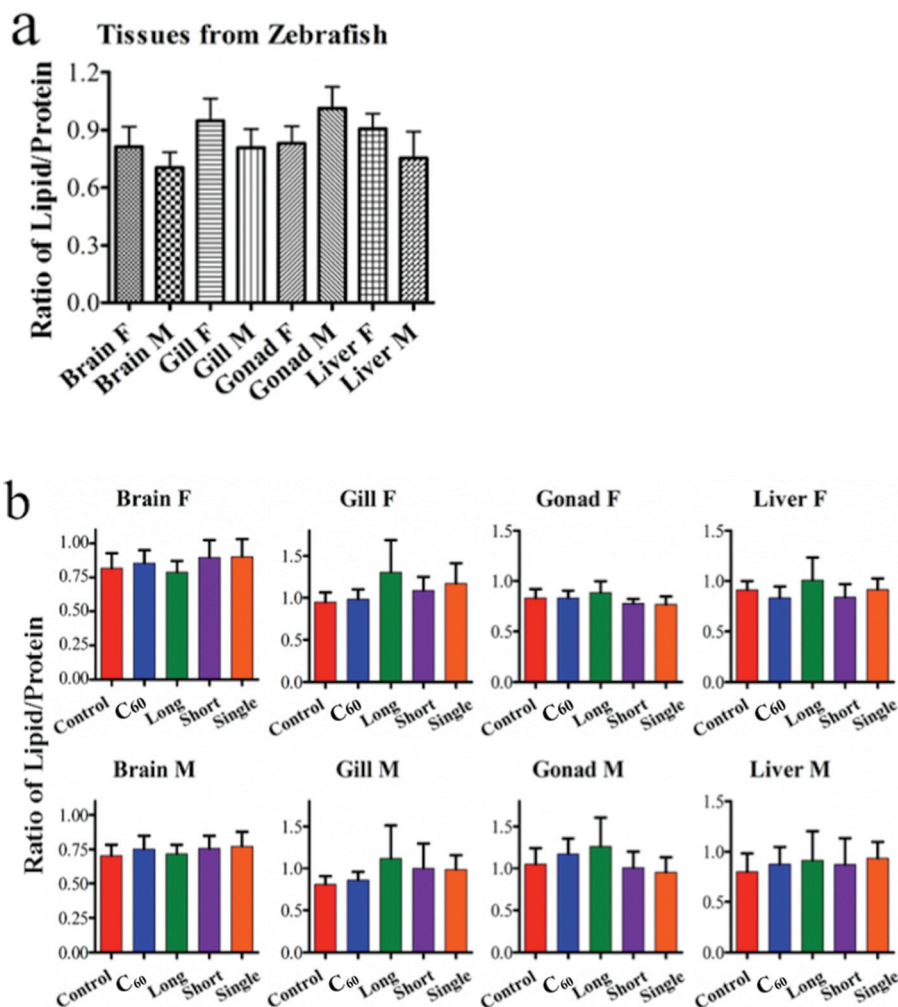 a
Tissues from Zebrafish
Ratio of Lipid/Protein
1.2
0.9
0.6
0.3
0.0
Brain F
Brain M
Gill F
Gill M
Gonad F
Gonad M
Liver F
Liver M
b
Ratio of Lipid/Protein
Brain F
1.00
0.75
0.50
0.25
0.00
Control C₆₀ Long Short Single
Gill F
1.5
1.0
0.5
0.0
Control C₆₀ Long Short Single
Gonad F
1.5
1.0
0.5
0.0
Control C₆₀ Long Short Single
Liver F
1.5
1.0
0.5
0.0
Control C₆₀ Long Short Single
Brain M
1.00
0.75
0.50
0.25
0.00
Control C₆₀ Long Short Single
Gill M
1.5
1.0
0.5
0.0
Control C₆₀ Long Short Single
Gonad M
1.5
1.0
0.5
0.0
Control C₆₀ Long Short Single
Liver M
1.5
1.0
0.5
0.0
Control C₆₀ Long Short Single